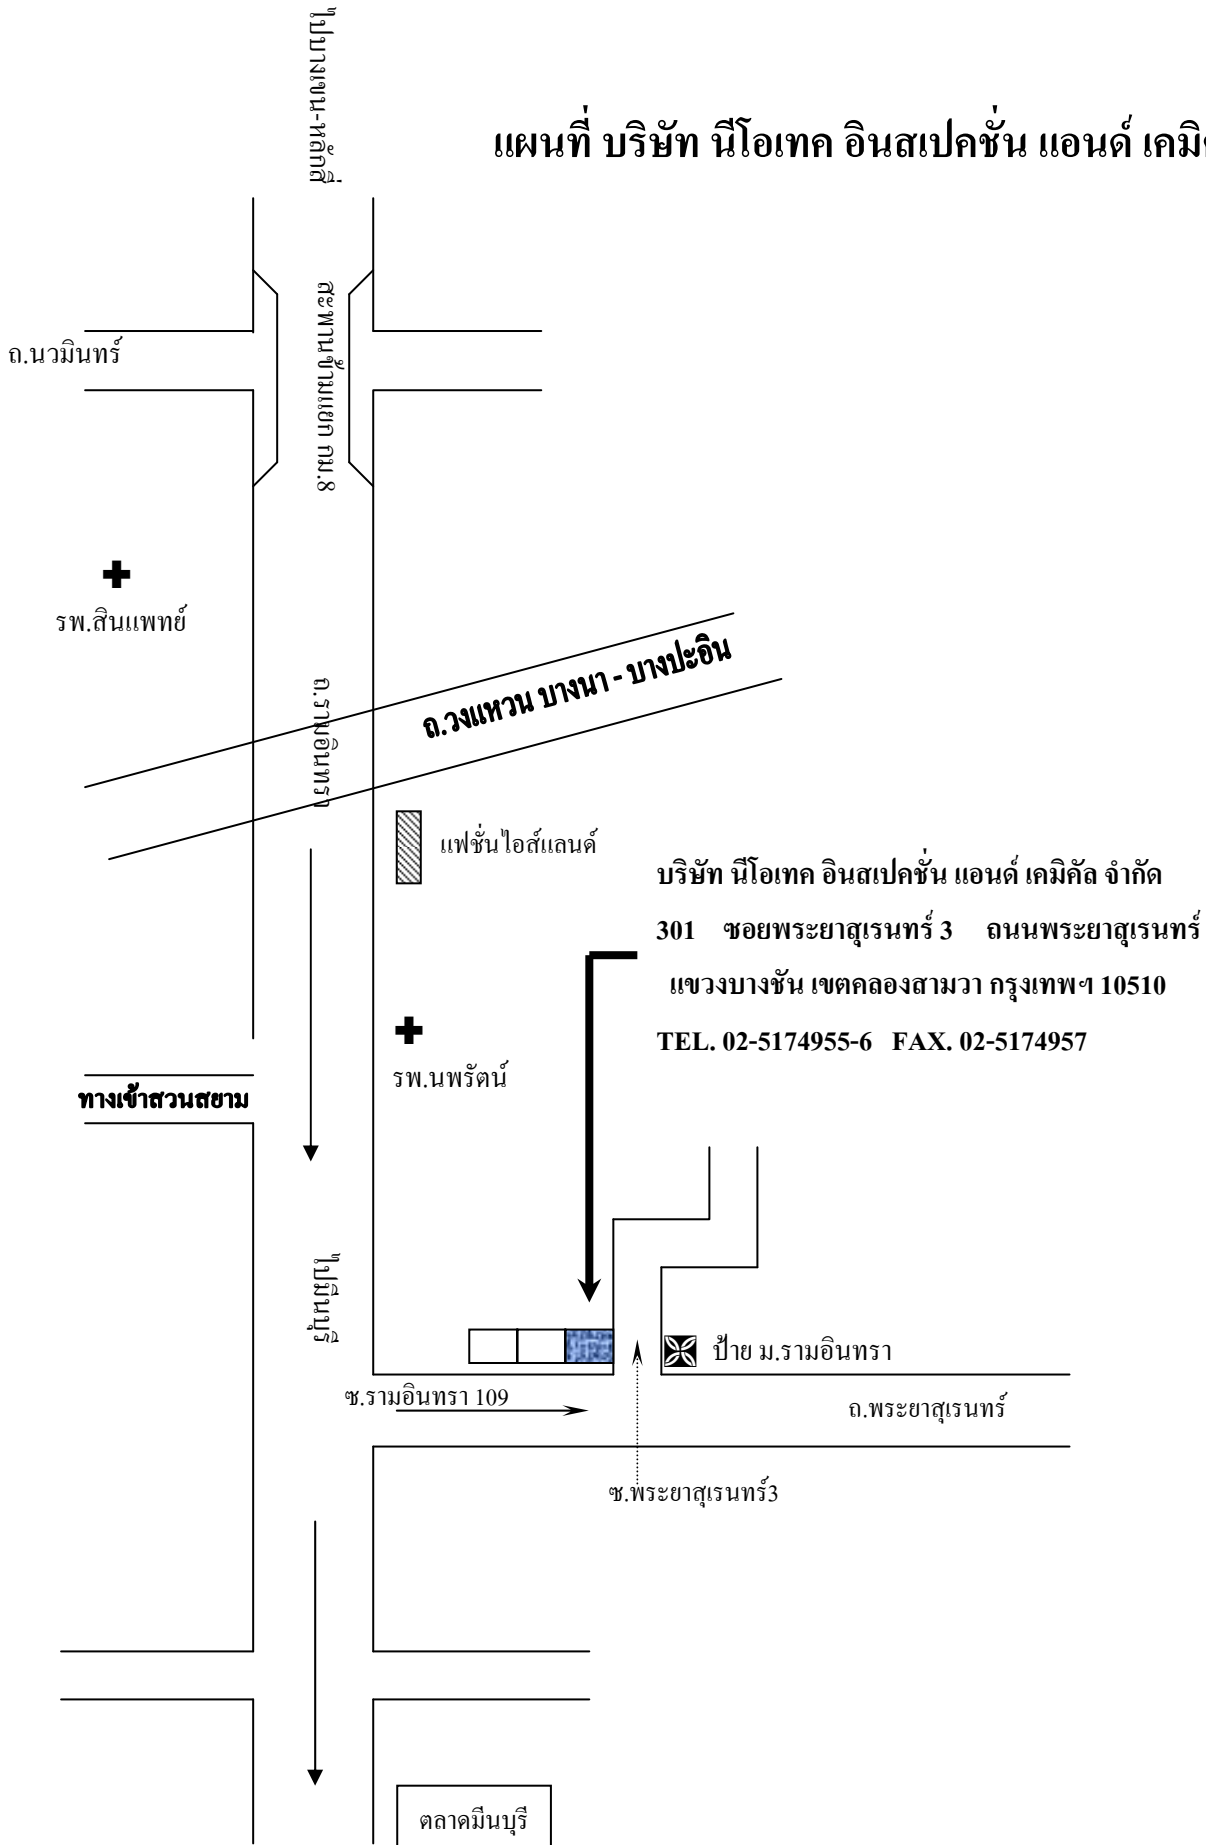 ไปบางเขน-หลักสี่
แผนที่ บริษัท นีโอเทค อินสเปคชั่น แอนด์
สะพานข้ามแยก กม.8
ถ.นวมินทร์
รพ.สินแพทย์
ถ.วงแหวน บางนา - บางปะอิน
ถ.รามอินทรา
แฟชั่นไอส์แลนด์
บริษัท นีโอเทค อินสเปคชั่น แอนด์ เคมิคัล จำกัด
301 ซอยพระยาสุเรนทร์ 3 ถนนพระยาสุเรนทร์
แขวงบางชัน เขตคลองสามวา กรุงเทพฯ 10510
TEL. 02-5174955-6 FAX. 02-5174957
รพ.นพรัตน์
ทางเข้าสวนสยาม
ไปมีนบุรี
ป้าย ม.รามอินทรา
ซ.รามอินทรา 109
ถ.พระยาสุเรนทร์
ซ.พระยาสุเรนทร์3
ตลาดมีนบุรี